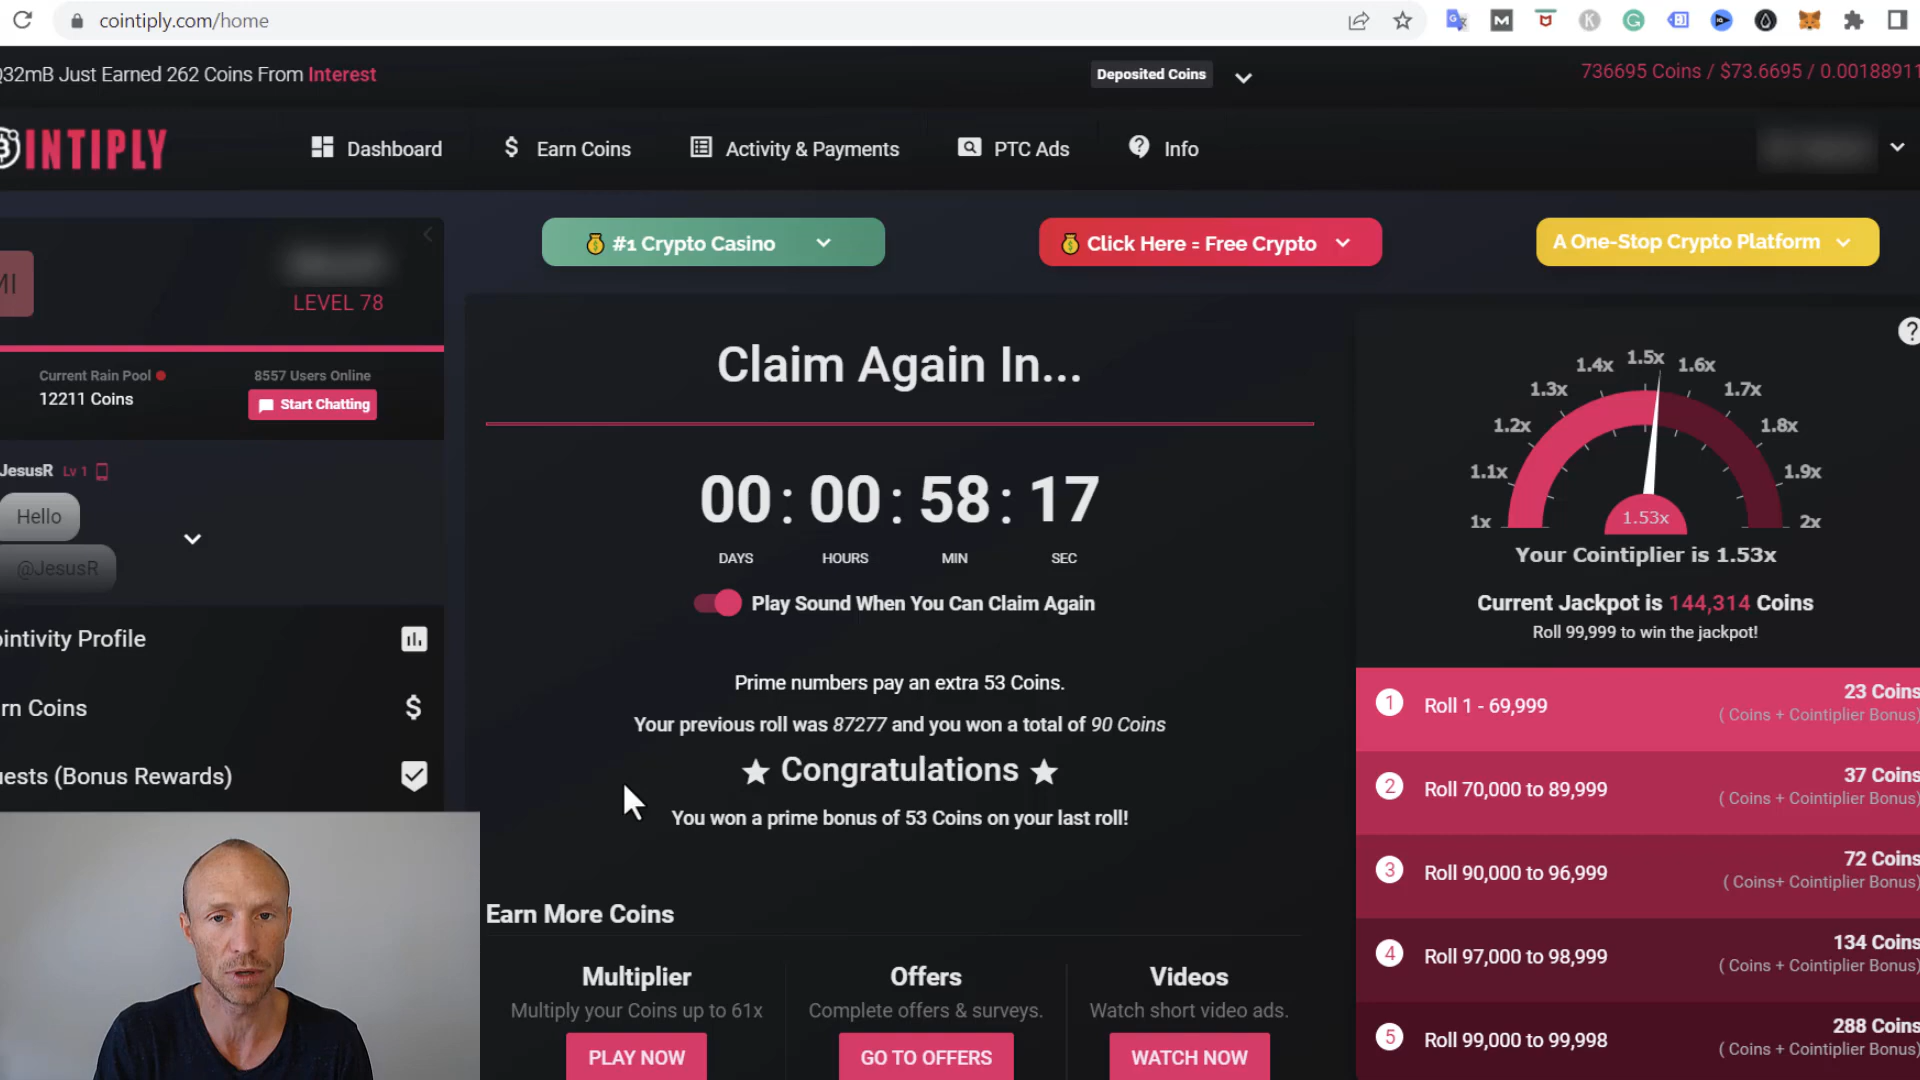 cointiply.com/home
Q32mB Just Earned 262 Coins From Interest
Deposited Coins
736695 Coins / $73.6695 / 0.00188911
INTIPLY
Dashboard
Earn Coins
Activity & Payments
PTC Ads
Info
#1 Crypto Casino
Click Here = Free Crypto
A One-Stop Crypto Platform
MI
LEVEL 78
Current Rain Pool
12211 Coins
8557 Users Online
Start Chatting
JesusR Lv 1
Hello
@JesusR
ointivity Profile
rn Coins
uests (Bonus Rewards)
Claim Again In...
00 : 00 : 58 : 17
DAYS HOURS MIN SEC
Play Sound When You Can Claim Again
Prime numbers pay an extra 53 Coins.
Your previous roll was 87277 and you won a total of 90 Coins
★ Congratulations ★
You won a prime bonus of 53 Coins on your last roll!
Earn More Coins
Multiplier
Multiply your Coins up to 61x
PLAY NOW
Offers
Complete offers & surveys.
GO TO OFFERS
Videos
Watch short video ads.
WATCH NOW
?
1x 1.1x 1.2x 1.3x 1.4x 1.5x 1.6x 1.7x 1.8x 1.9x 2x
1.53x
Your Cointiplier is 1.53x
Current Jackpot is 144,314 Coins
Roll 99,999 to win the jackpot!
1 Roll 1 - 69,999 23 Coins
( Coins + Cointiplier Bonus)
2 Roll 70,000 to 89,999 37 Coins
( Coins + Cointiplier Bonus)
3 Roll 90,000 to 96,999 72 Coins
( Coins+ Cointiplier Bonus)
4 Roll 97,000 to 98,999 134 Coins
( Coins + Cointiplier Bonus)
5 Roll 99,000 to 99,998 288 Coins
( Coins + Cointiplier Bonus)